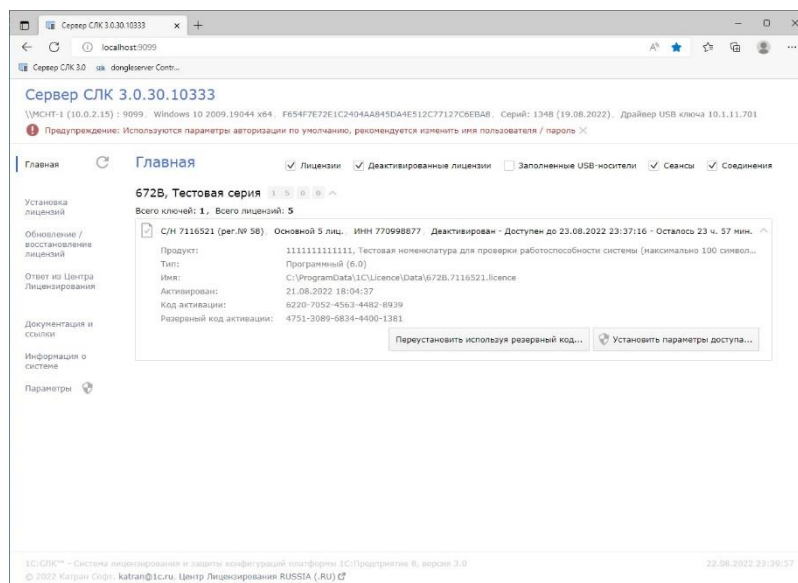 Сервер СЛК 3.0.30.10333
localhost:9099
Сервер СЛК 3.0 dongleserver Contr...
Сервер СЛК 3.0.30.10333
\\МСНТ-1 (10.0.2.15) : 9099, Windows 10 2009.19044 x64, F654F7E72E1C2404AA845DA4E512C77127C6EBA8, Серий: 1348 (19.08.2022), Драйвер USB ключа 10.1.11.701
Предупреждение: Используются параметры авторизации по умолчанию, рекомендуется изменить имя пользователя / пароль
Главная
Главная
Лицензии Деактивированные лицензии Заполненные USB-носители Сеансы Соединения
672B, Тестовая серия 1 5 0 0
Всего ключей: 1, Всего лицензий: 5
Установка
лицензий
Обновление /
восстановление
лицензий
Ответ из Центра
Лицензирования
Документация и
ссылки
Информация о
системе
Параметры
С/Н 7116521 (рег.№ 58), Основной 5 лиц., ИНН 770998877, Деактивирован - Доступен до 23.08.2022 23:37:16 - Осталось 23 ч. 57 мин.
Продукт: 1111111111111, Тестовая номенклатура для проверки работоспособности системы (максимально 100 символ...
Тип: Программный (6.0)
Имя: C:\ProgramData\1C\Licence\Data\672B.7116521.licence
Активирован: 21.08.2022 18:04:37
Код активации: 6220-7052-4563-4482-8939
Резервный код активации: 4751-3089-6834-4400-1381
Переустановить используя резервный код... Установить параметры доступа...
1С:СЛК™ - Система лицензирования и защиты конфигураций платформы 1С:Предприятие 8, версия 3.0
22.08.2022 23:39:57
© 2022 Катран Софт, katran@1c.ru, Центр Лицензирования RUSSIA (.RU)